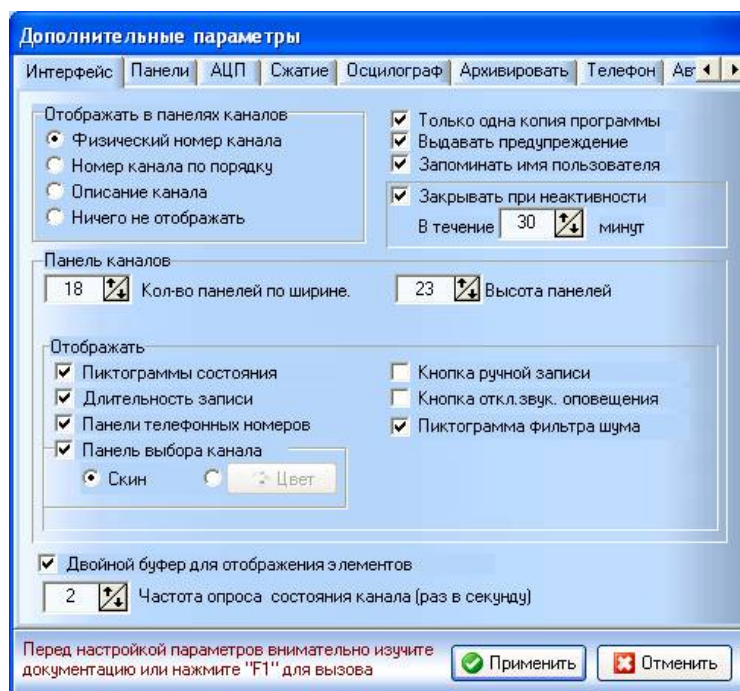 Дополнительные параметры
Интерфейс Панели АЦП Сжатие Осцилограф Архивировать Телефон Ав
Отображать в панелях каналов
Физический номер канала
Номер канала по порядку
Описание канала
Ничего не отображать
Только одна копия программы
Выдавать предупреждение
Запоминать имя пользователя
Закрывать при неактивности
В течение 30 минут
Панель каналов
18 Кол-во панелей по ширине. 23 Высота панелей
Отображать
Пиктограммы состояния
Длительность записи
Панели телефонных номеров
Панель выбора канала
Скин Цвет
Кнопка ручной записи
Кнопка откл.звук. оповещения
Пиктограмма фильтра шума
Двойной буфер для отображения элементов
2 Частота опроса состояния канала (раз в секунду)
Перед настройкой параметров внимательно изучите
документацию или нажмите "F1" для вызова
Применить Отменить